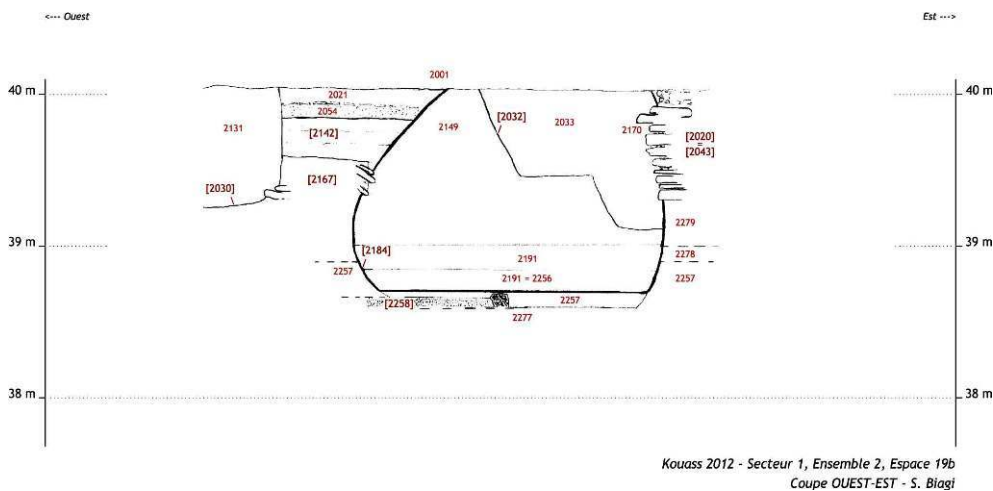 <--- Ouest
Est --->
2001
40 m
40 m
2021
2054
2131
[2142]
2149
[2032]
2033
2170
[2020]
=
[2043]
[2167]
[2030]
2279
39 m
39 m
[2184]
2191
2278
2257
2191 = 2256
2257
[2258]
2257
2277
38 m
38 m
Kouass 2012 - Secteur 1, Ensemble 2, Espace 19b
Coupe OUEST-EST - S. Biagi